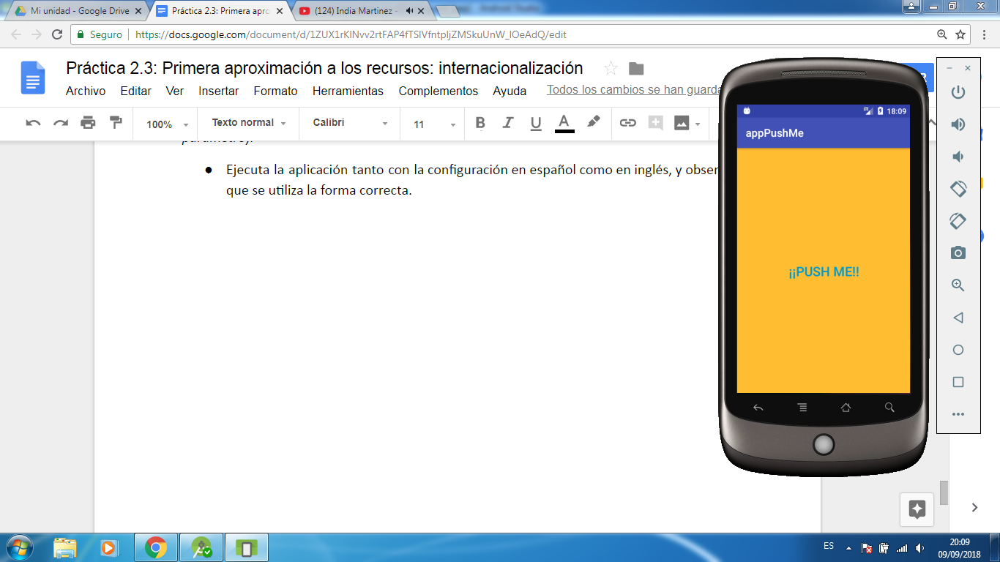 Mi unidad - Google Drive
Práctica 2.3: Primera apro
(124) India Martinez -
Seguro
https://docs.google.com/document/d/1ZUX1rKlNvv2rtFAP4fTSlVfntpljZMSkuUnW_lOeAdQ/edit
Práctica 2.3: Primera aproximación a los recursos: internacionalización
Archivo Editar Ver Insertar Formato Herramientas Complementos Ayuda Todos los cambios se han guarda
100% Texto normal Calibri 11 B I U A
● Ejecuta la aplicación tanto con la configuración en español como en inglés, y obser
que se utiliza la forma correcta.
LTE 18:09
appPushMe
¡¡PUSH ME!!
ES
20:09
09/09/2018